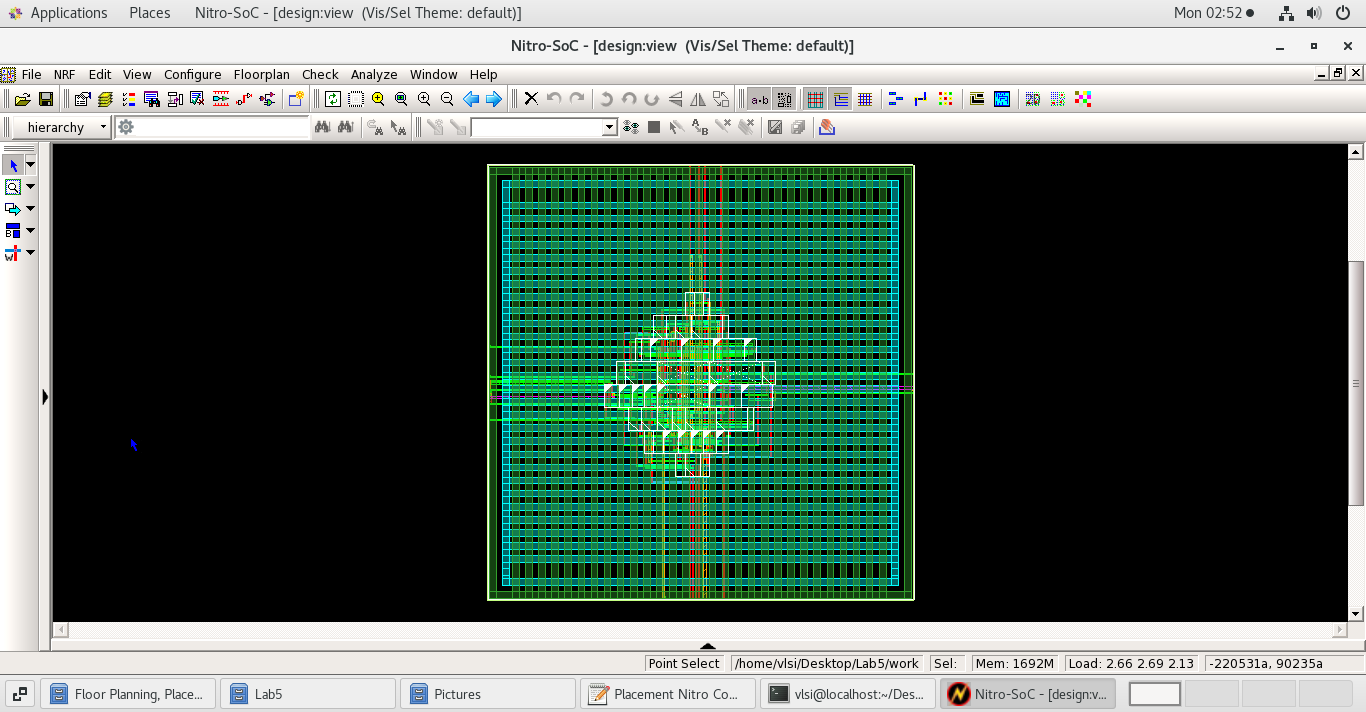 Applications Places Nitro-SoC - [design:view (Vis/Sel Theme: default)] Mon 02:52
Nitro-SoC - [design:view (Vis/Sel Theme: default)]
File NRF Edit View Configure Floorplan Check Analyze Window Help
a•b
hierarchy
A B
B
W
Point Select /home/vlsi/Desktop/Lab5/work Sel: Mem: 1692M Load: 2.66 2.69 2.13 -220531a, 90235a
Floor Planning, Place... Lab5 Pictures Placement Nitro Co... vlsi@localhost:~/Des... Nitro-SoC - [design:v...